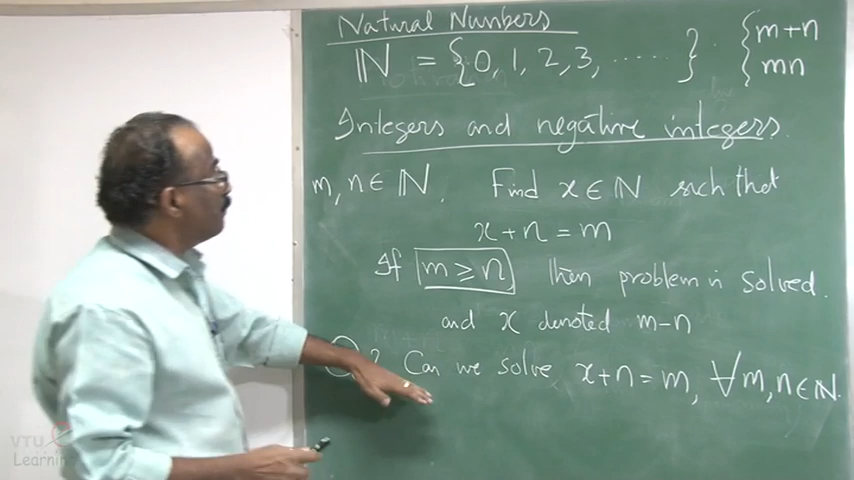 Natural Numbers
ℕ = {0, 1, 2, 3, ......}. {m+n
mn
Integers and negative integers.
m, n ∈ ℕ. Find x ∈ ℕ such that
x + n = m
If m ⩾ n, then problem is solved.
and x denoted m-n
Q? Can we solve x+n = m, ∀ m, n ∈ ℕ.
VTU e
Learning